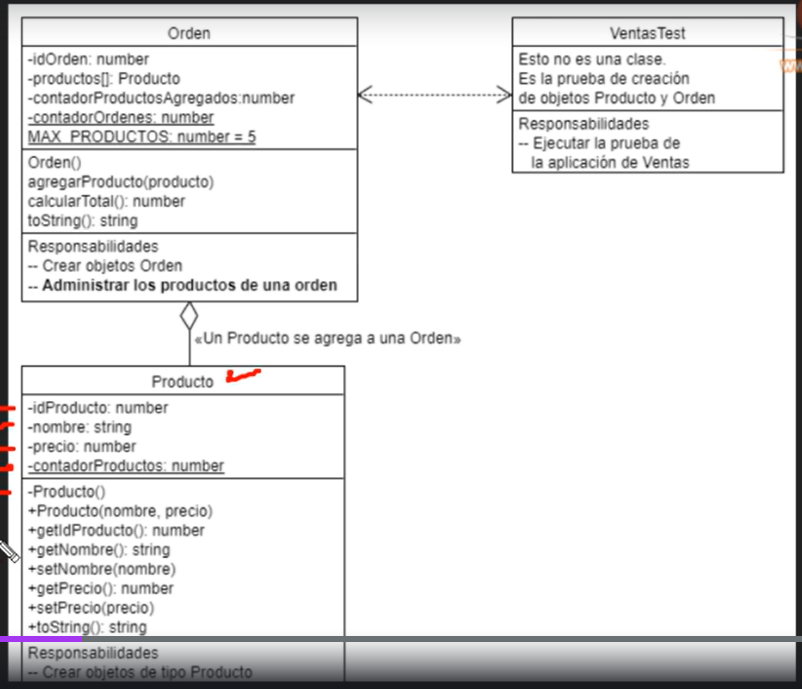 Orden
-idOrden: number
-productos[]: Producto
-contadorProductosAgregados:number
-contadorOrdenes: number
MAX_PRODUCTOS: number = 5
Orden()
agregarProducto(producto)
calcularTotal(): number
toString(): string
Responsabilidades
-- Crear objetos Orden
-- Administrar los productos de una orden
VentasTest
Esto no es una clase.
Es la prueba de creación
de objetos Producto y Orden
Responsabilidades
-- Ejecutar la prueba de
la aplicación de Ventas
«Un Producto se agrega a una Orden»
Producto
-idProducto: number
-nombre: string
-precio: number
-contadorProductos: number
-Producto()
+Producto(nombre, precio)
+getIdProducto(): number
+getNombre(): string
+setNombre(nombre)
+getPrecio(): number
+setPrecio(precio)
+toString(): string
Responsabilidades
-- Crear objetos de tipo Producto